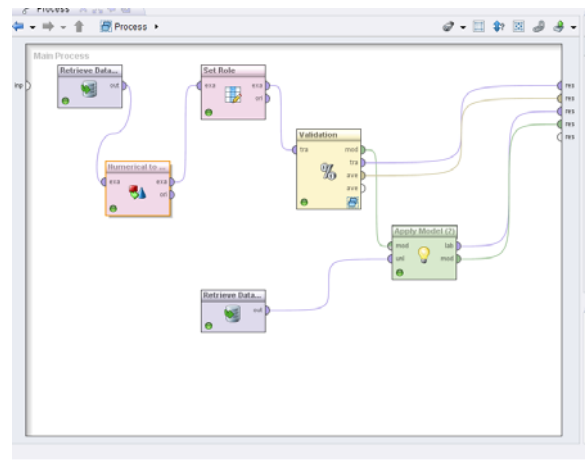 Process
Process
Main Process
inp
Retrieve Data...
out
Set Role
exa
exa
ori
Numerical to ...
exa
exa
ori
Validation
tra
mod
tra
ave
ave
Apply Model (2)
mod
lab
unl
mod
Retrieve Data...
out
res
res
res
res
res